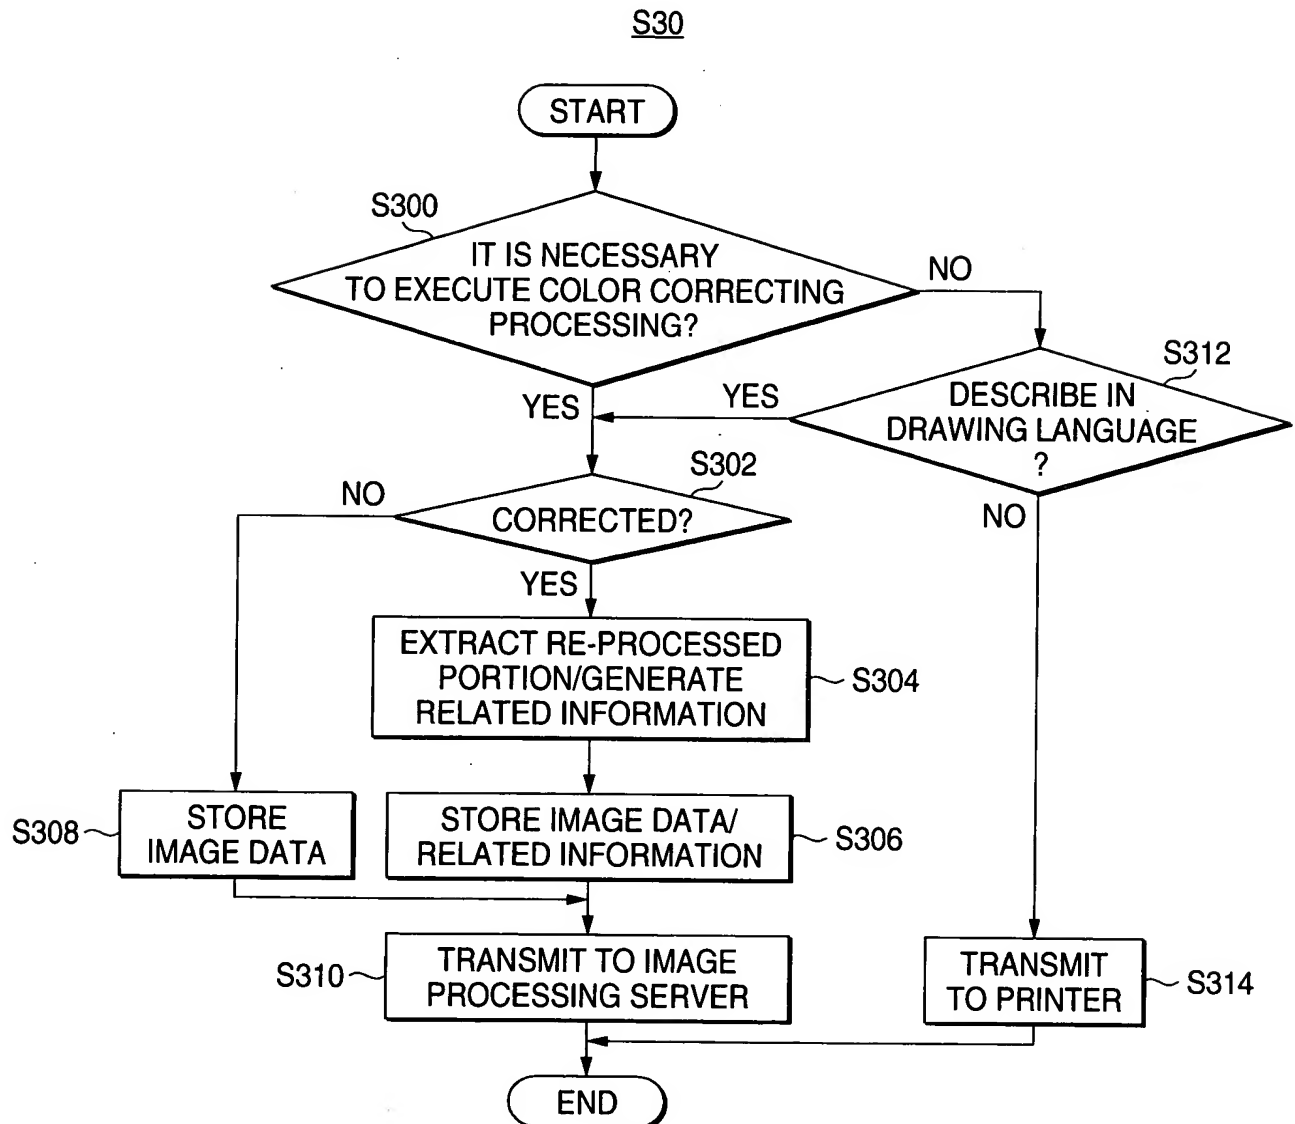 S30
START
S300
IT IS NECESSARY
TO EXECUTE COLOR CORRECTING
PROCESSING?
NO
S312
DESCRIBE IN
DRAWING LANGUAGE
?
YES
YES
NO
S302
CORRECTED?
NO
YES
EXTRACT RE-PROCESSED
PORTION/GENERATE
RELATED INFORMATION
S304
S308
STORE
IMAGE DATA
STORE IMAGE DATA/
RELATED INFORMATION
S306
S310
TRANSMIT TO IMAGE
PROCESSING SERVER
TRANSMIT
TO PRINTER
S314
END